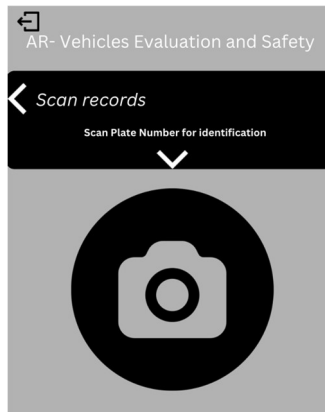 AR- Vehicles Evaluation and Safety
Scan records
Scan Plate Number for identification